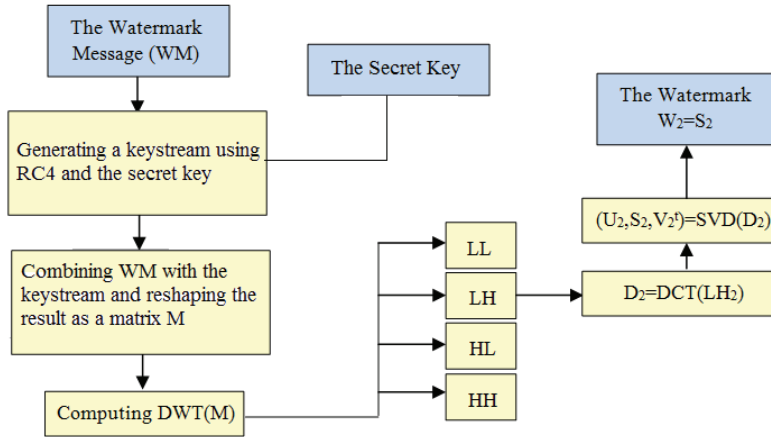 The Watermark
Message (WM)
The Secret Key
Generating a keystream using
RC4 and the secret key
Combining WM with the
keystream and reshaping the
result as a matrix M
Computing DWT(M)
LL
LH
HL
HH
D₂=DCT(LH₂)
(U₂,S₂,V₂ᵗ)=SVD(D₂)
The Watermark
W₂=S₂